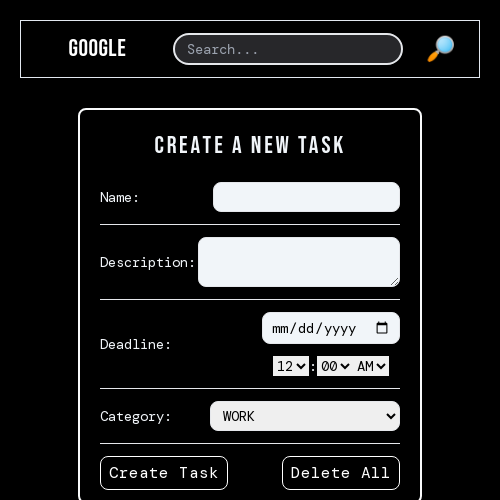 GOOGLE Search...
CREATE A NEW TASK
Name:
Description:
mm/dd/yyyy
Deadline:
12 : 00 AM
Category: WORK
Create Task Delete All